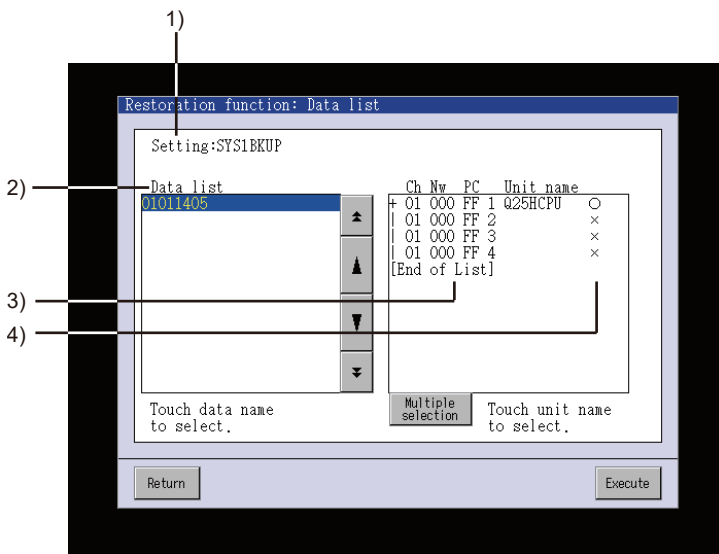 1)
Restoration function: Data list
Setting:SYS1BKUP
2)
Data list
01011405
Ch Nw PC Unit name
+ 01 000 FF 1 Q25HCPU ○
| 01 000 FF 2 ×
| 01 000 FF 3 ×
| 01 000 FF 4 ×
[End of List]
3)
4)
Touch data name
to select.
Multiple
selection
Touch unit name
to select.
Return
Execute